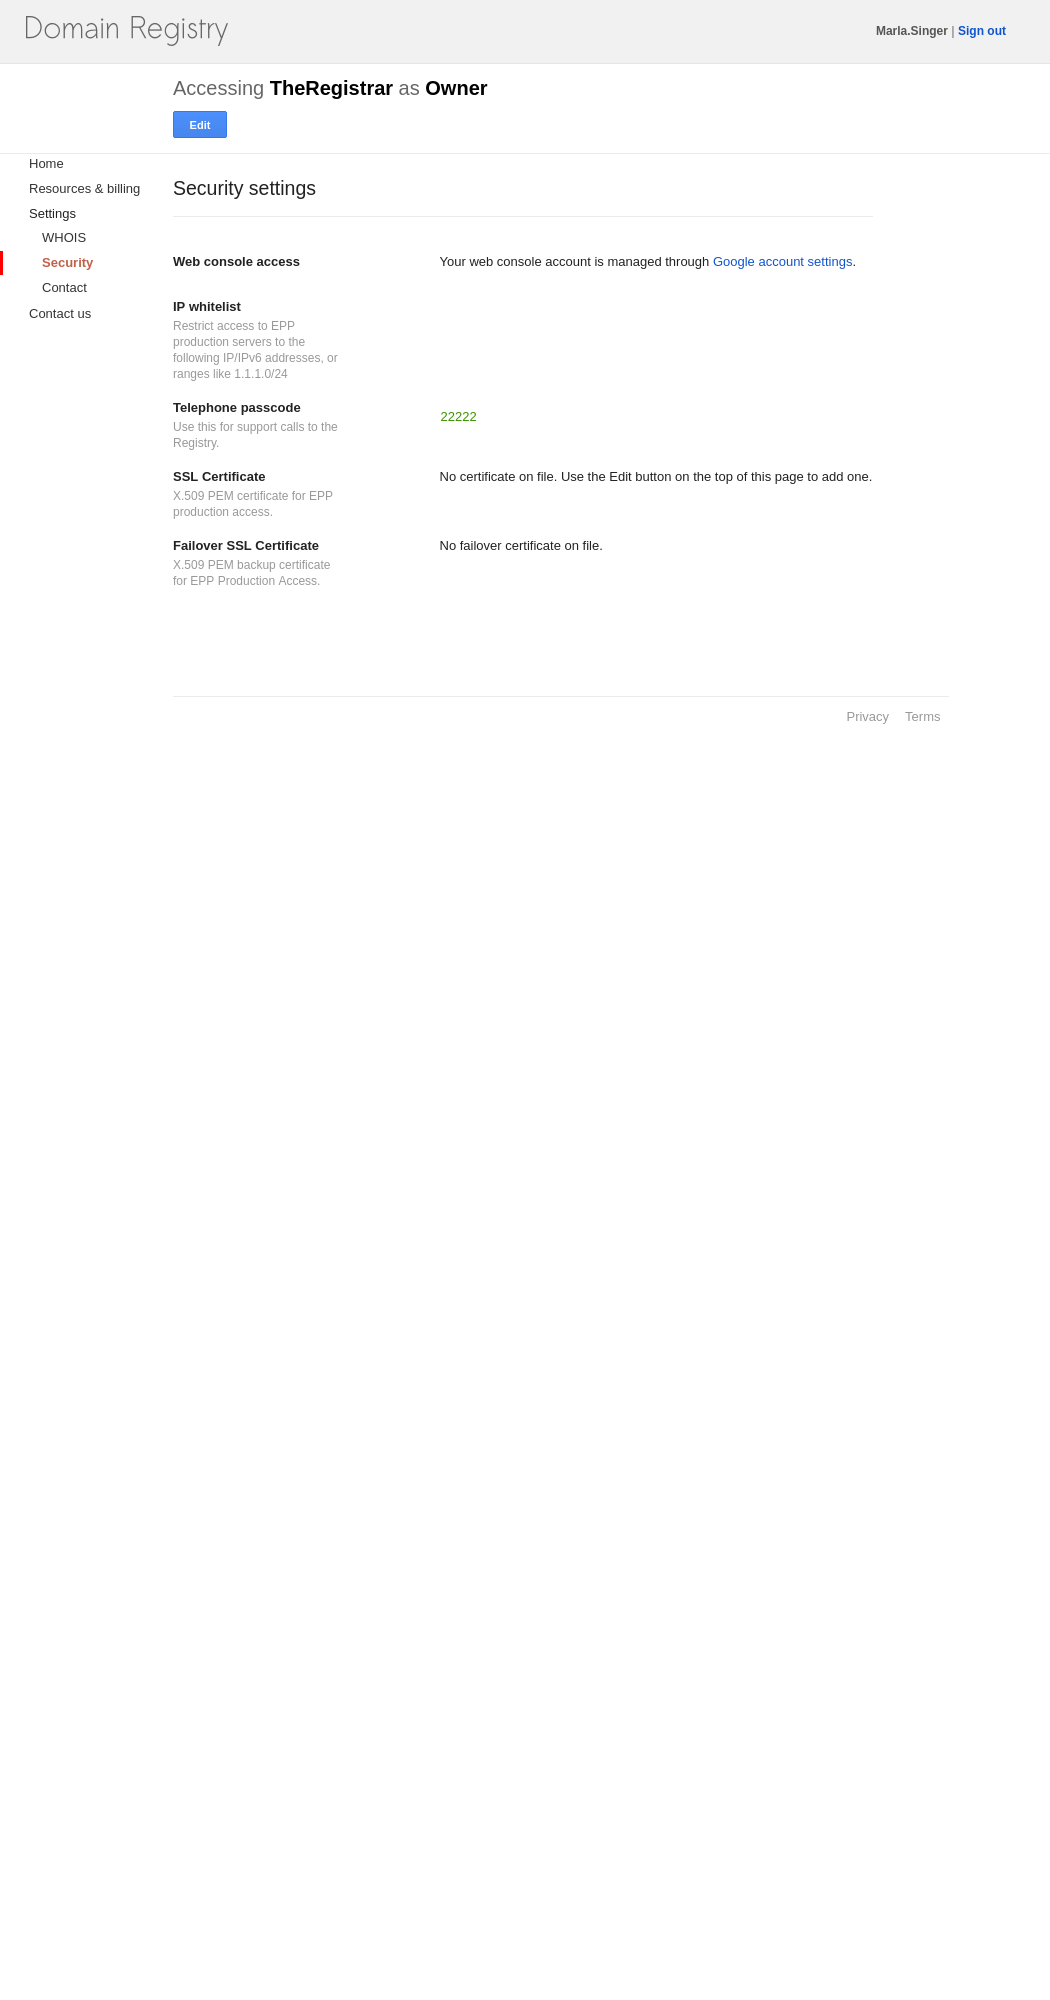 Domain Registry
Marla.Singer | Sign out
Accessing TheRegistrar as Owner
Edit
Home
Resources & billing
Settings
WHOIS
Security
Contact
Contact us
Security settings
Web console access
Your web console account is managed through Google account settings.
IP whitelist
Restrict access to EPP
production servers to the
following IP/IPv6 addresses, or
ranges like 1.1.1.0/24
Telephone passcode
Use this for support calls to the
Registry.
22222
SSL Certificate
X.509 PEM certificate for EPP
production access.
No certificate on file. Use the Edit button on the top of this page to add one.
Failover SSL Certificate
X.509 PEM backup certificate
for EPP Production Access.
No failover certificate on file.
Privacy
Terms